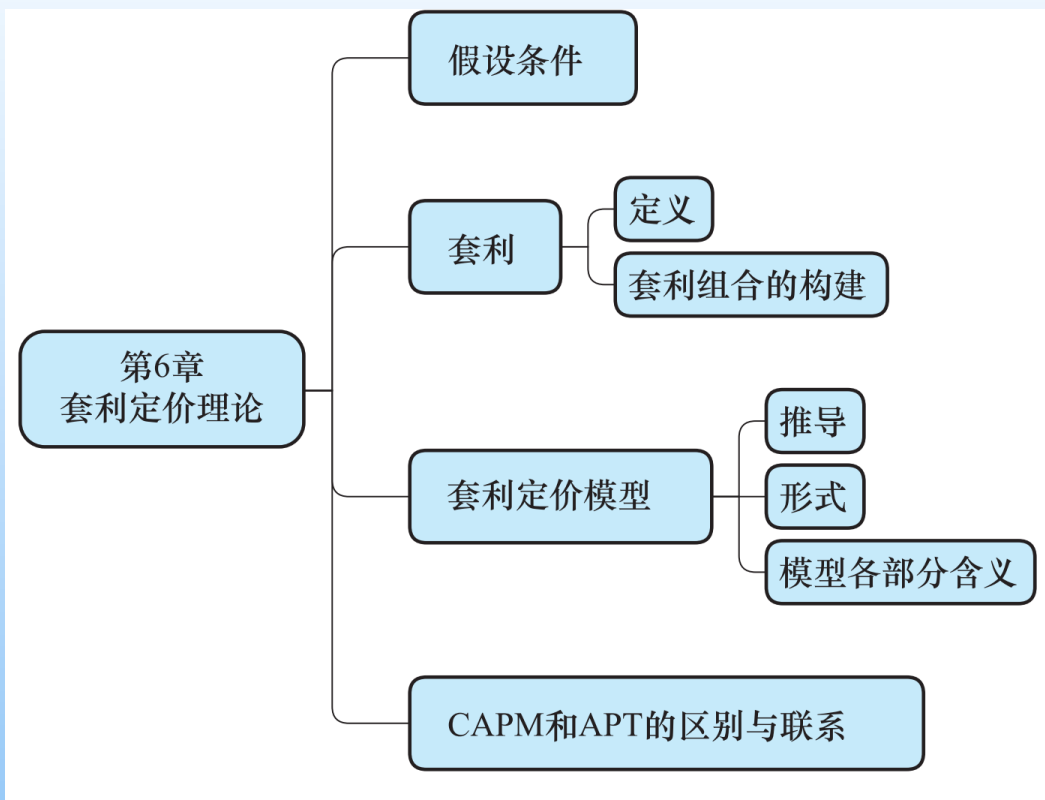 假设条件
套利
定义
套利组合的构建
第6章
套利定价理论
套利定价模型
推导
形式
模型各部分含义
CAPM和APT的区别与联系